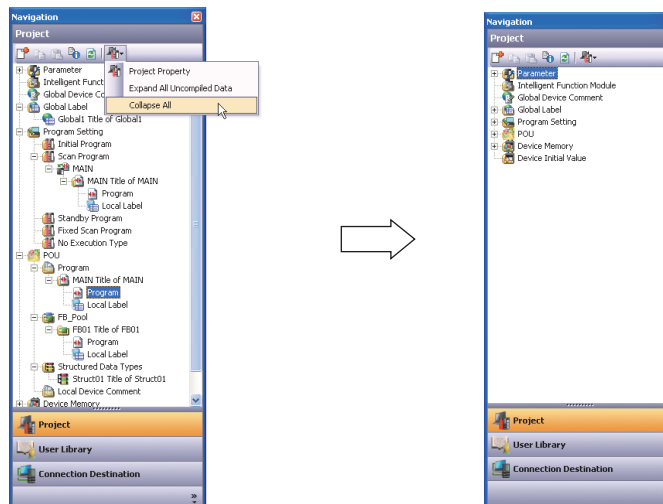 Navigation
Project
Project Property
Expand All Uncompiled Data
Collapse All
Parameter
Intelligent Funct
Global Device Co
Global Label
Global1 Title of Global1
Program Setting
Initial Program
Scan Program
MAIN
MAIN Title of MAIN
Program
Local Label
Standby Program
Fixed Scan Program
No Execution Type
POU
Program
MAIN Title of MAIN
Program
Local Label
FB_Pool
FB01 Title of FB01
Program
Local Label
Structured Data Types
Struct01 Title of Struct01
Local Device Comment
Device Memory
Project
User Library
Connection Destination
Navigation
Project
Parameter
Intelligent Function Module
Global Device Comment
Global Label
Program Setting
POU
Device Memory
Device Initial Value
Project
User Library
Connection Destination